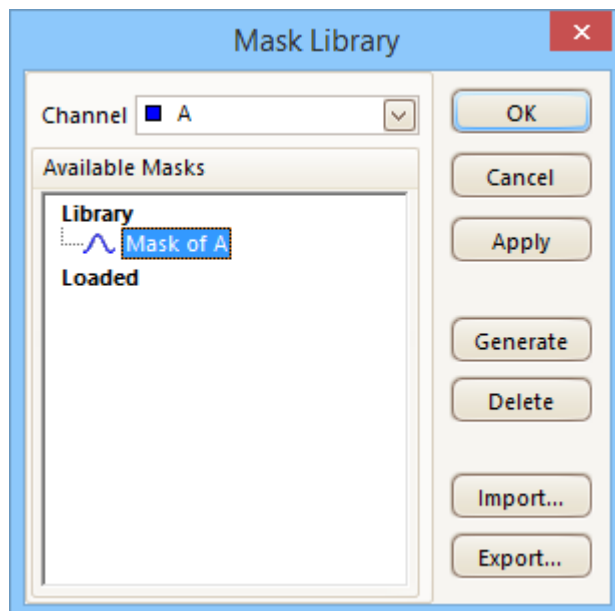 Mask Library
Channel A
Available Masks
Library
Mask of A
Loaded
OK
Cancel
Apply
Generate
Delete
Import...
Export...